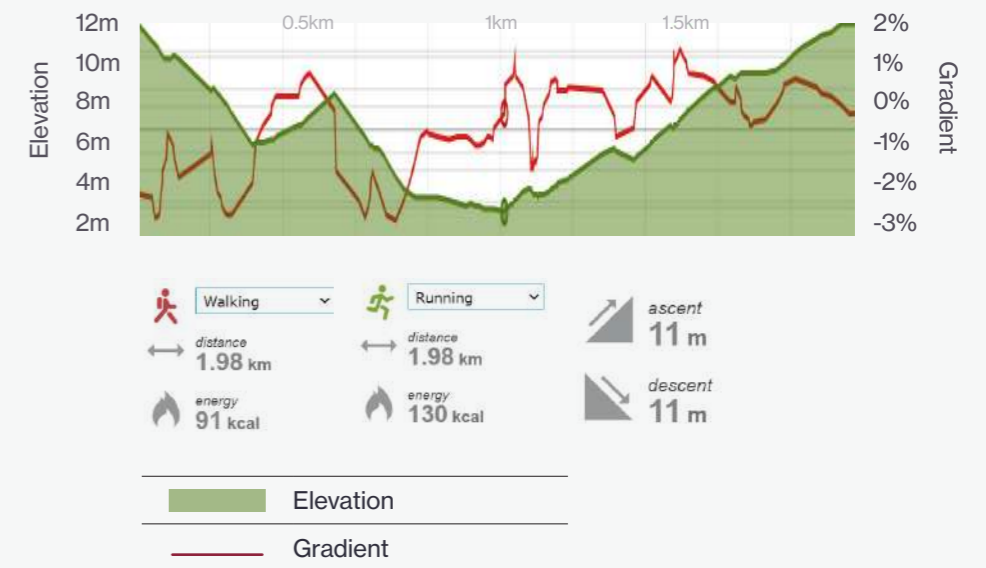 12m
0.5km
1km
1.5km
2%
10m
1%
8m
0%
6m
-1%
4m
-2%
2m
-3%
Elevation
Gradient
Walking
Running
ascent
11 m
distance
1.98 km
distance
1.98 km
descent
11 m
energy
91 kcal
energy
130 kcal
Elevation
Gradient